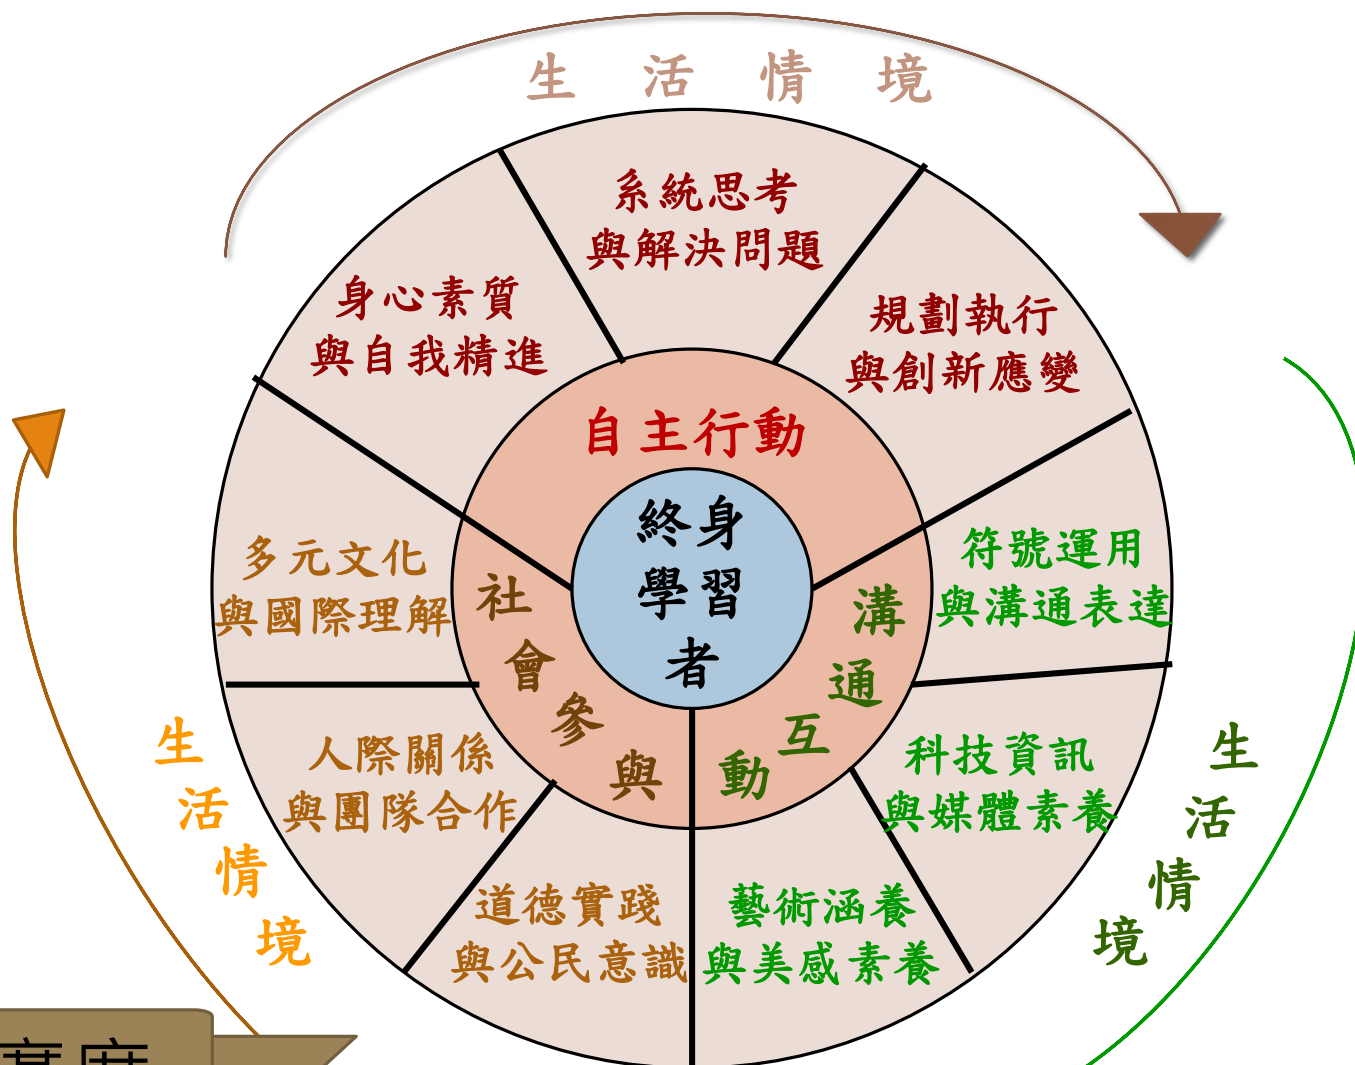 生活情境
系統思考
與解決問題
身心素質
與自我精進
規劃執行
與創新應變
自主行動
終身
學習
者
多元文化
與國際理解
社會參與
溝通互動
符號運用
與溝通表達
人際關係
與團隊合作
科技資訊
與媒體素養
道德實踐
與公民意識
藝術涵養
與美感素養
生活情境
生活情境